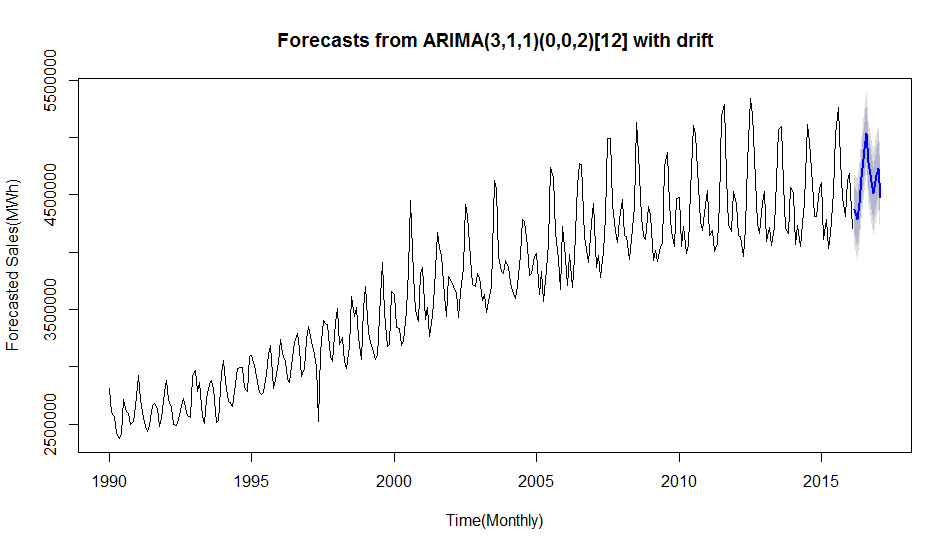 Forecasts from ARIMA(3,1,1)(0,0,2)[12] with drift
Forecasted Sales(MWh)
5500000
4500000
3500000
2500000
1990 1995 2000 2005 2010 2015
Time(Monthly)